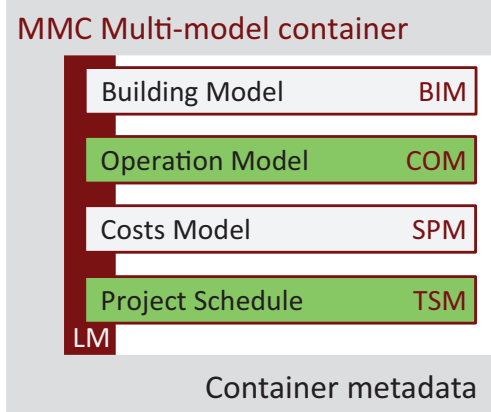 MMC Multi-model container
Building Model BIM
Operation Model COM
Costs Model SPM
Project Schedule TSM
LM
Container metadata